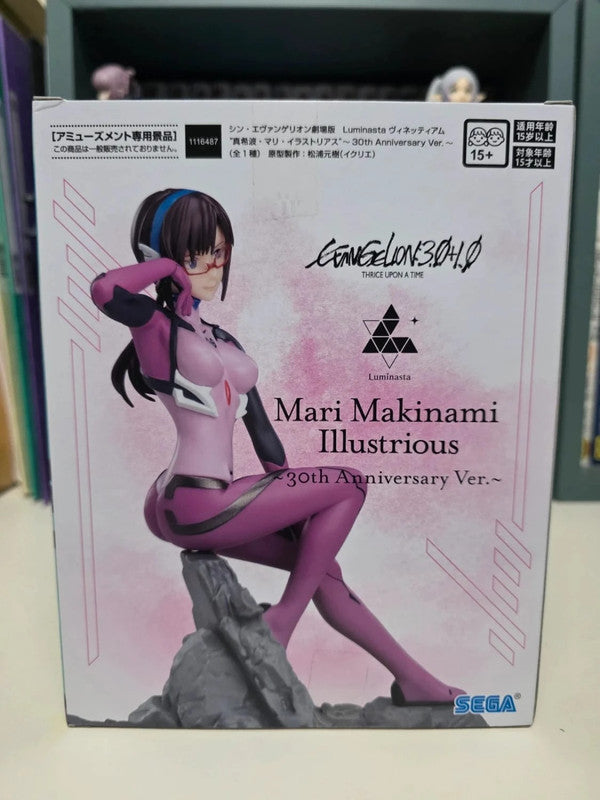 [アミューズメント専用景品]
この商品は一般販売されておりません。
1116487
シン・エヴァンゲリオン劇場版 Luminasta ヴィネッティアム
"真希波・マリ・イラストリアス"～30th Anniversary Ver.～
(全1種) 原型製作：松浦元樹(イクリエ)
15+
适用年龄
15岁以上
対象年齢
15才以上
EVANGELION:3.0+1.0
THRICE UPON A TIME
Luminasta
Mari Makinami
Illustrious
~30th Anniversary Ver.~
SEGA®